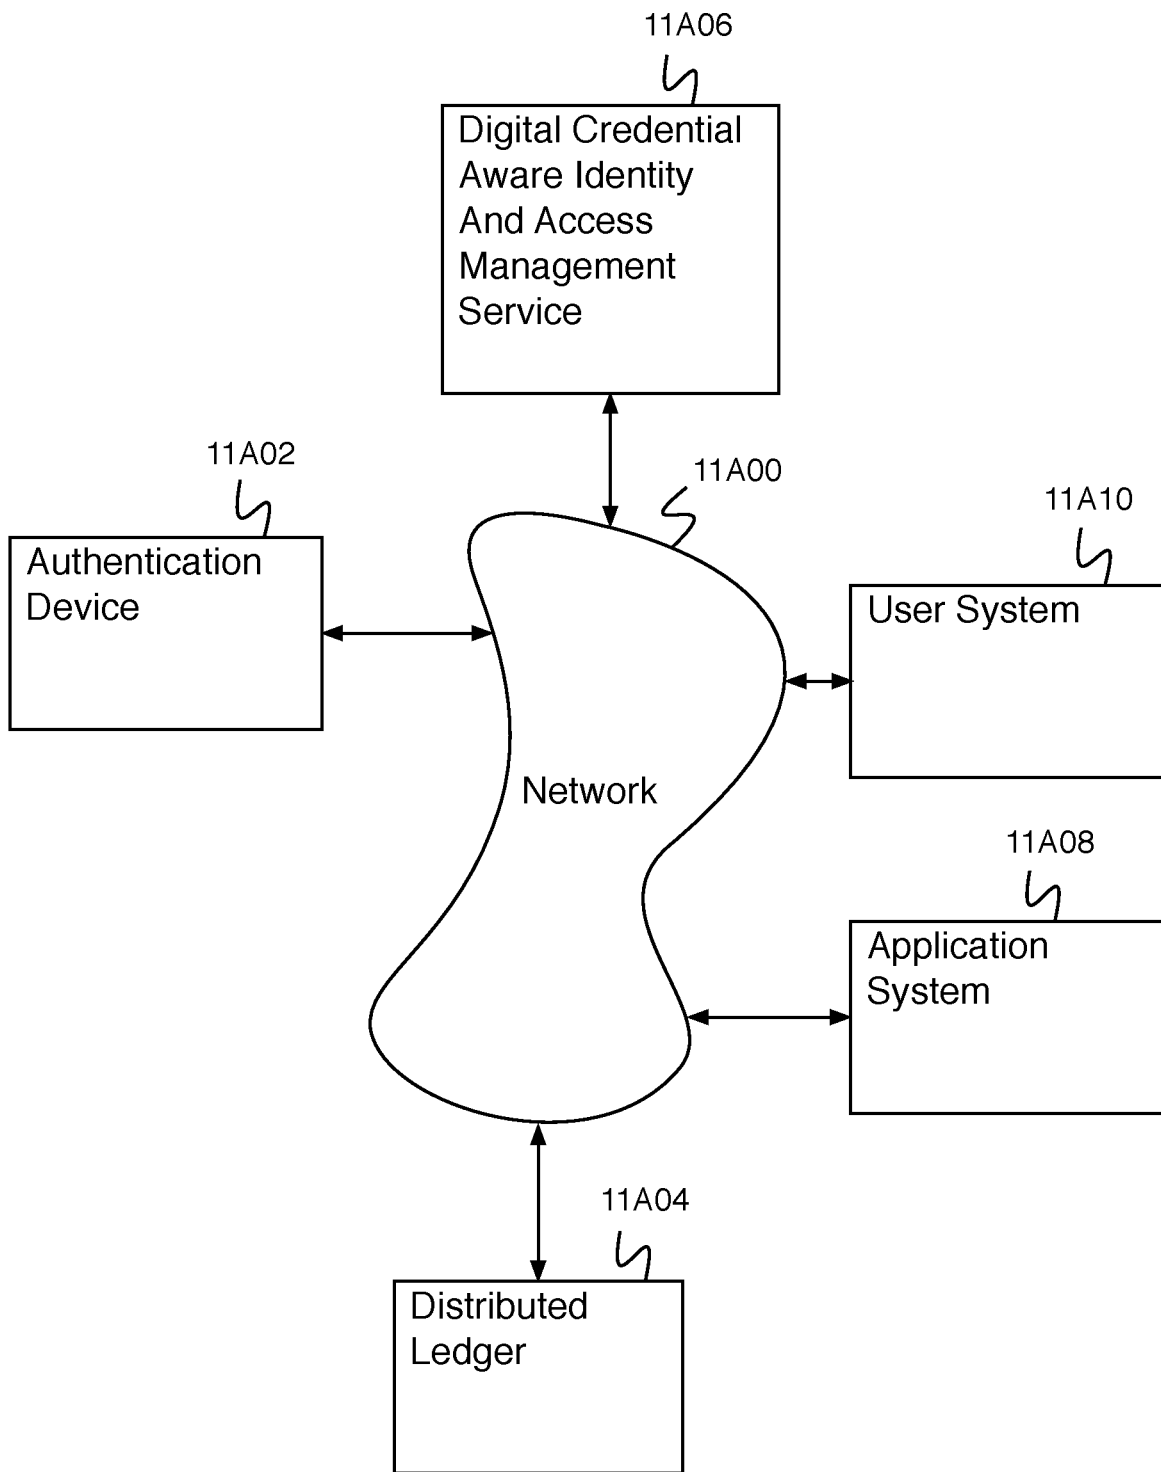 11A06
Digital Credential
Aware Identity
And Access
Management
Service
11A02
11A00
11A10
Authentication
Device
User System
Network
11A08
Application
System
11A04
Distributed
Ledger